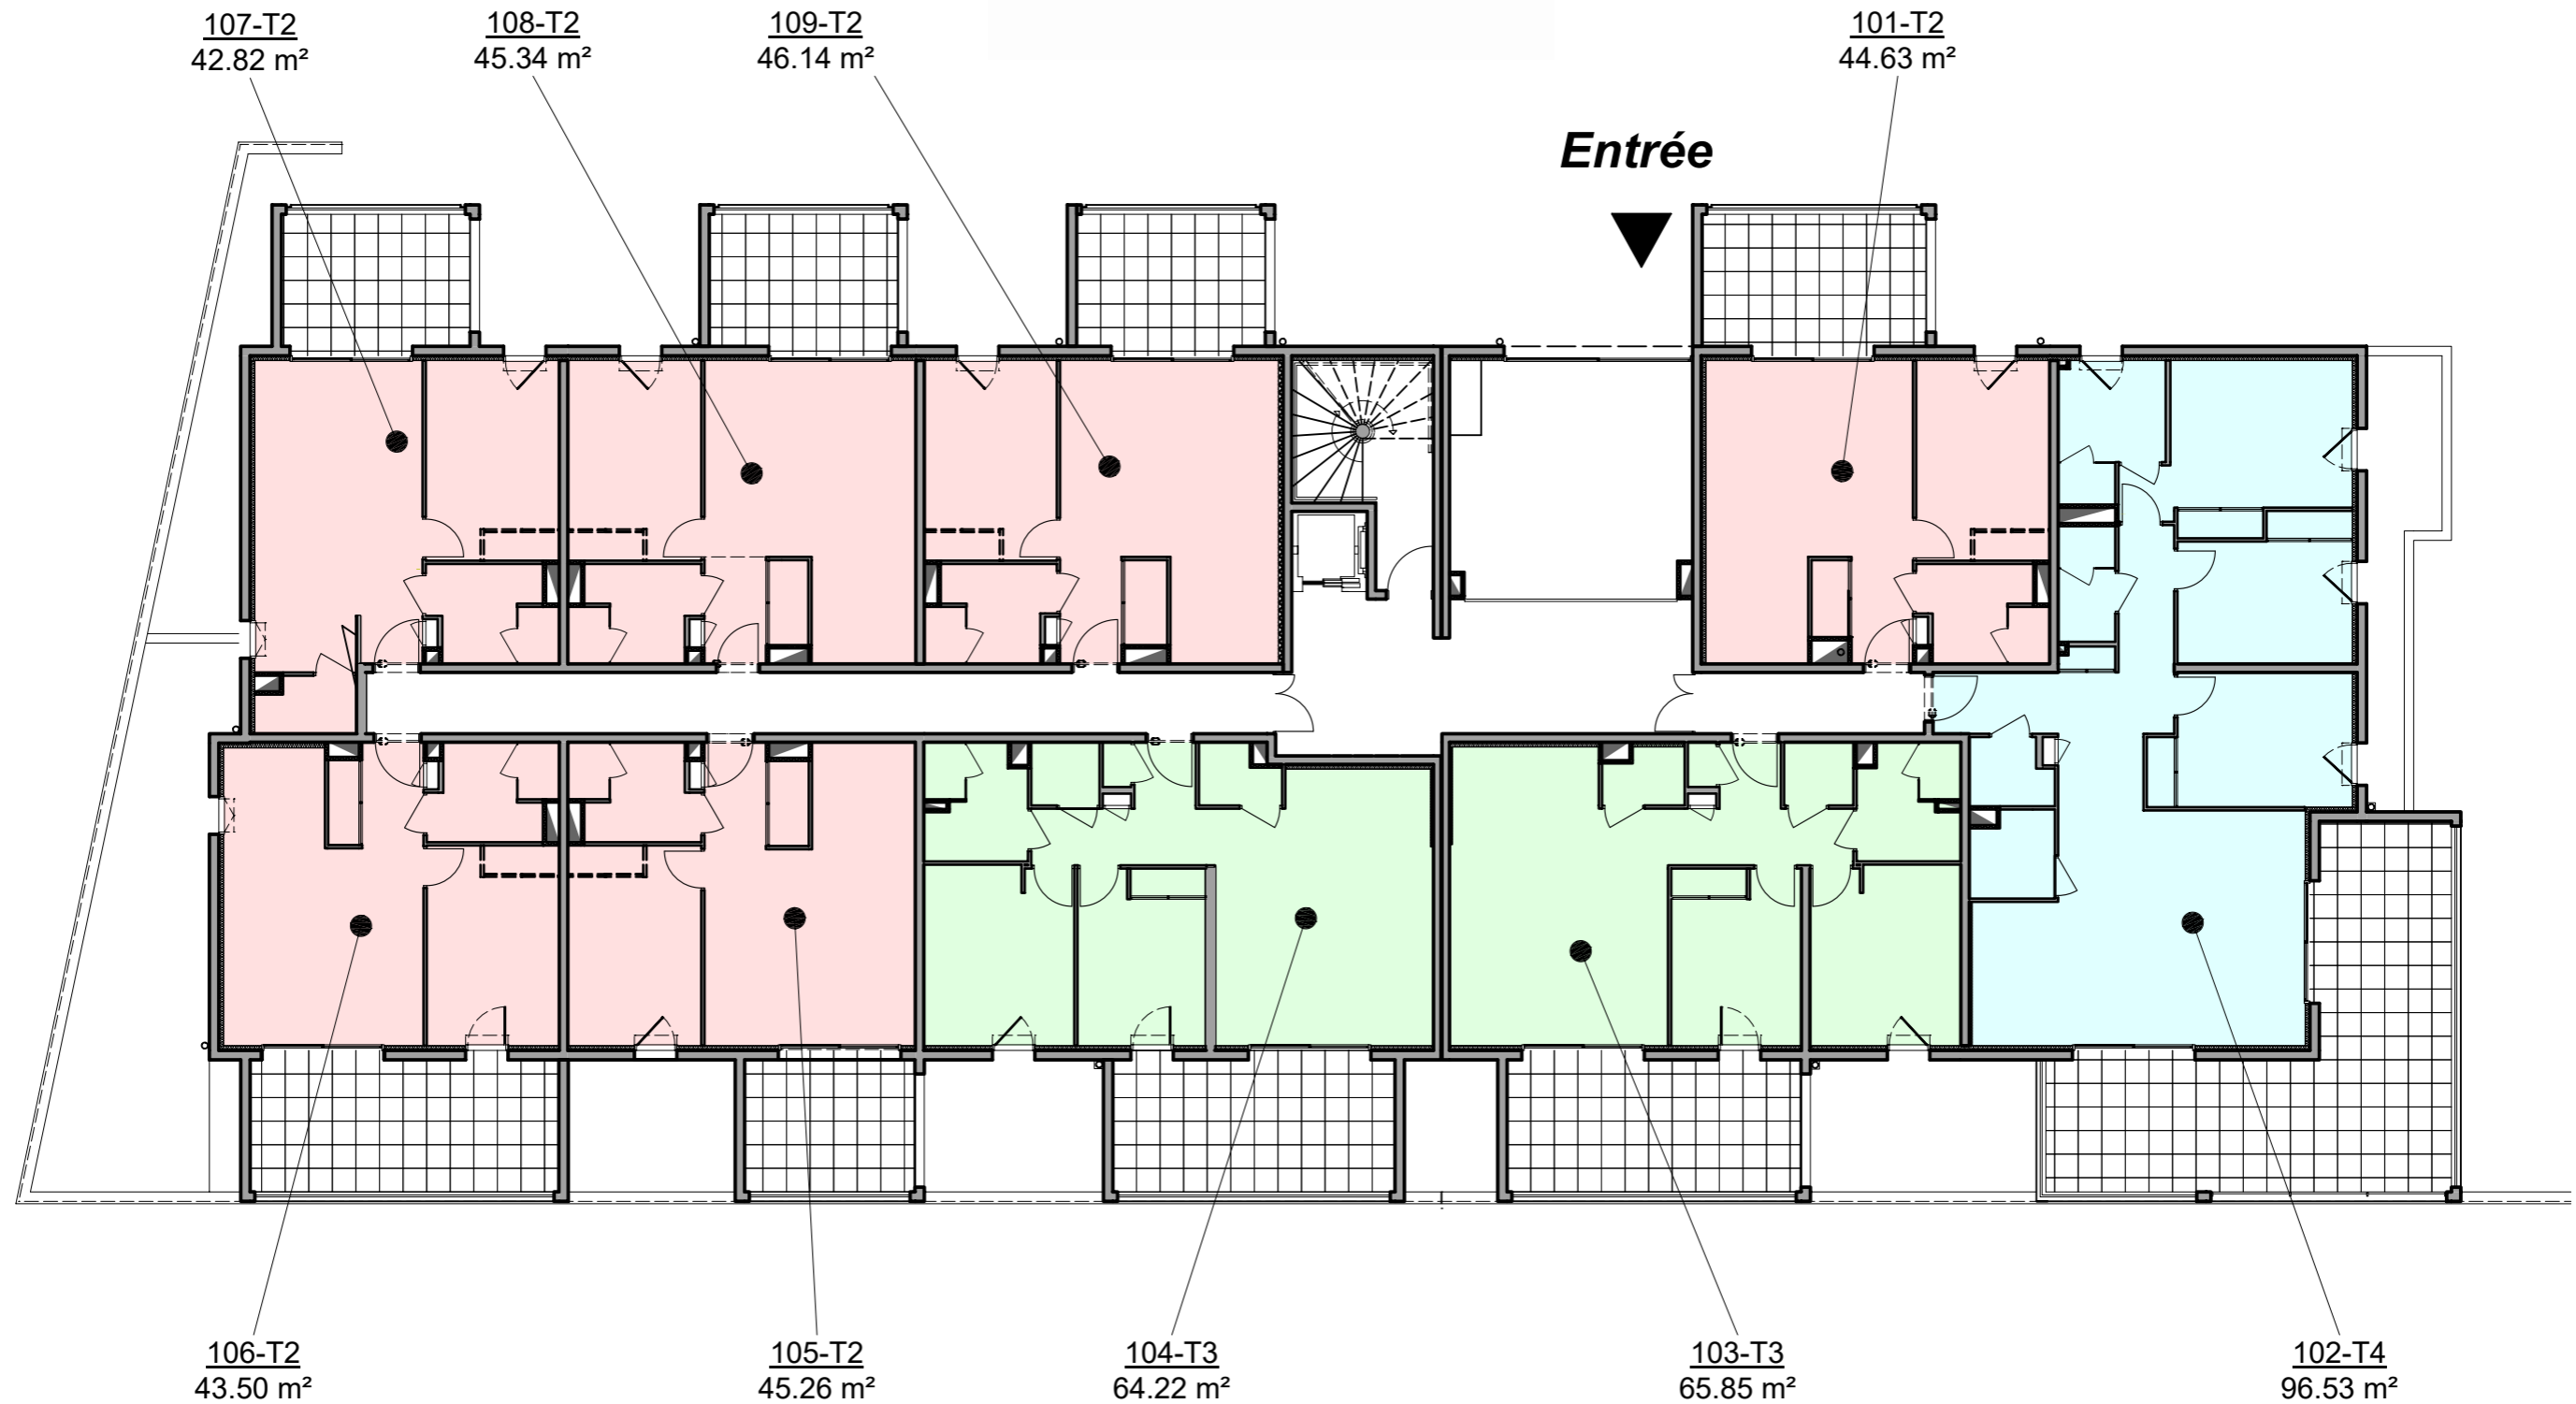 107-T2
42.82 m²
108-T2
45.34 m²
109-T2
46.14 m²
101-T2
44.63 m²
Entrée
106-T2
43.50 m²
105-T2
45.26 m²
104-T3
64.22 m²
103-T3
65.85 m²
102-T4
96.53 m²